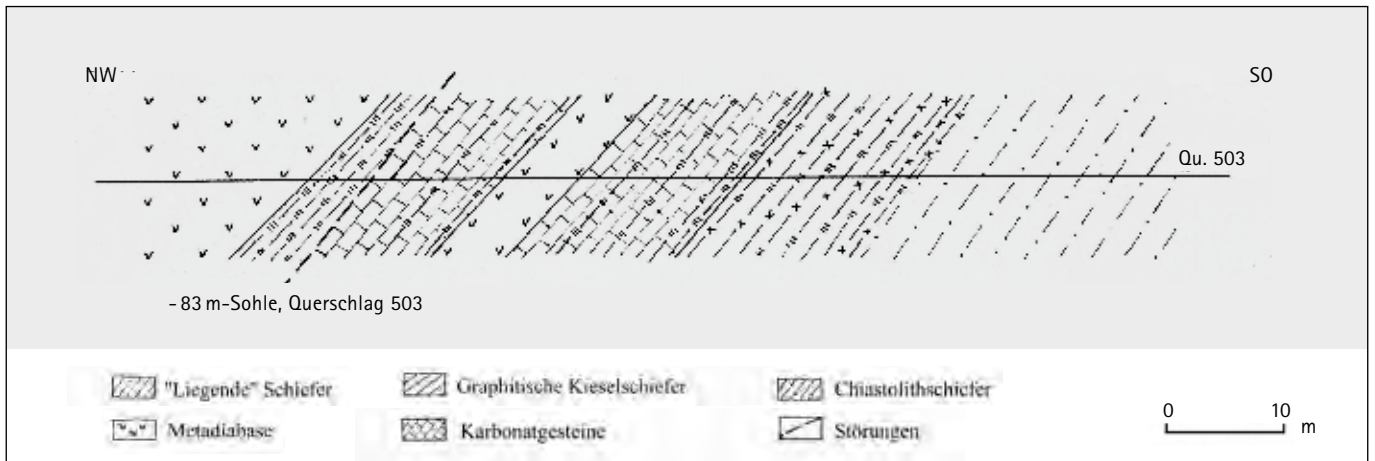 NW
SO
Qu. 503
- 83 m-Sohle, Querschlag 503
"Liegende" Schiefer
Graphitische Kieselschiefer
Chiastolithschiefer
Metadiabase
Karbonatgesteine
Störungen
0 10
m